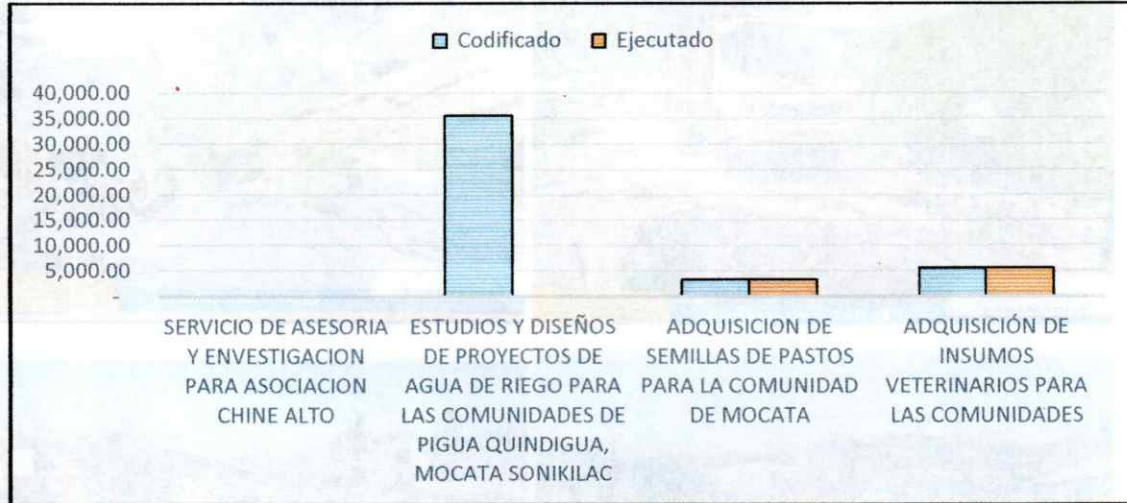 Codificado Ejecutado
40,000.00
35,000.00
30,000.00
25,000.00
20,000.00
15,000.00
10,000.00
5,000.00
-
SERVICIO DE ASESORIA
Y ENVESTIGACION
PARA ASOCIACION
CHINE ALTO
ESTUDIOS Y DISEÑOS
DE PROYECTOS DE
AGUA DE RIEGO PARA
LAS COMUNIDADES DE
PIGUA QUINDIGUA,
MOCATA SONIKILAC
ADQUISICION DE
SEMILLAS DE PASTOS
PARA LA COMUNIDAD
DE MOCATA
ADQUISICIÓN DE
INSUMOS
VETERINARIOS PARA
LAS COMUNIDADES